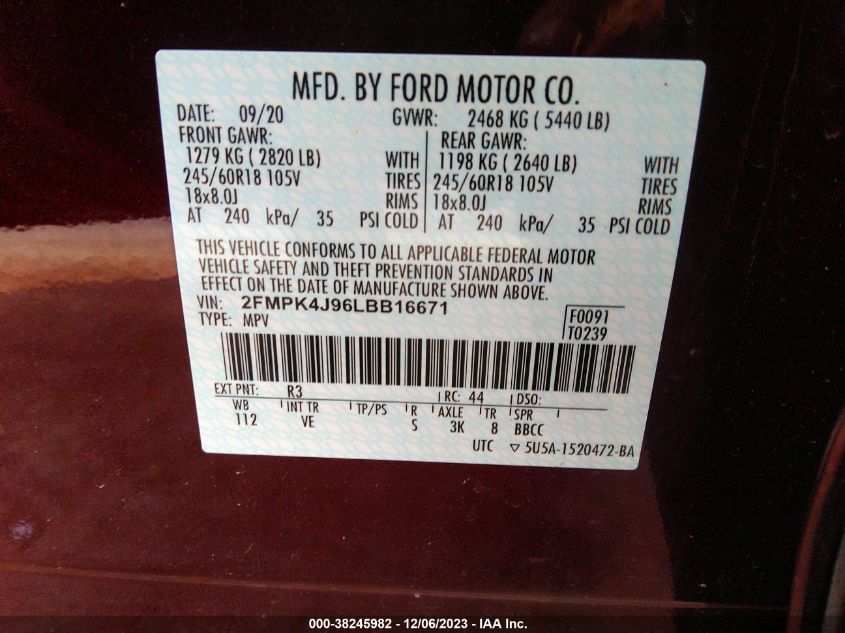 MFD. BY FORD MOTOR CO.
DATE: 09/20 GVWR: 2468 KG ( 5440 LB)
FRONT GAWR: REAR GAWR:
1279 KG ( 2820 LB) WITH 1198 KG ( 2640 LB) WITH
245/60R18 105V TIRES 245/60R18 105V TIRES
18x8.0J RIMS 18x8.0J RIMS
AT 240 kPa/ 35 PSI COLD AT 240 kPa/ 35 PSI COLD
THIS VEHICLE CONFORMS TO ALL APPLICABLE FEDERAL MOTOR
VEHICLE SAFETY AND THEFT PREVENTION STANDARDS IN
EFFECT ON THE DATE OF MANUFACTURE SHOWN ABOVE.
VIN: 2FMPK4J96LBB16671 F0091
TYPE: MPV T0239
EXT PNT: R3 RC: 44 DSO:
WB INT TR TP/PS R AXLE TR SPR
112 VE S 3K 8 BBCC
UTC ▽ 5U5A-1520472-BA
000-38245982 - 12/06/2023 - IAA Inc.